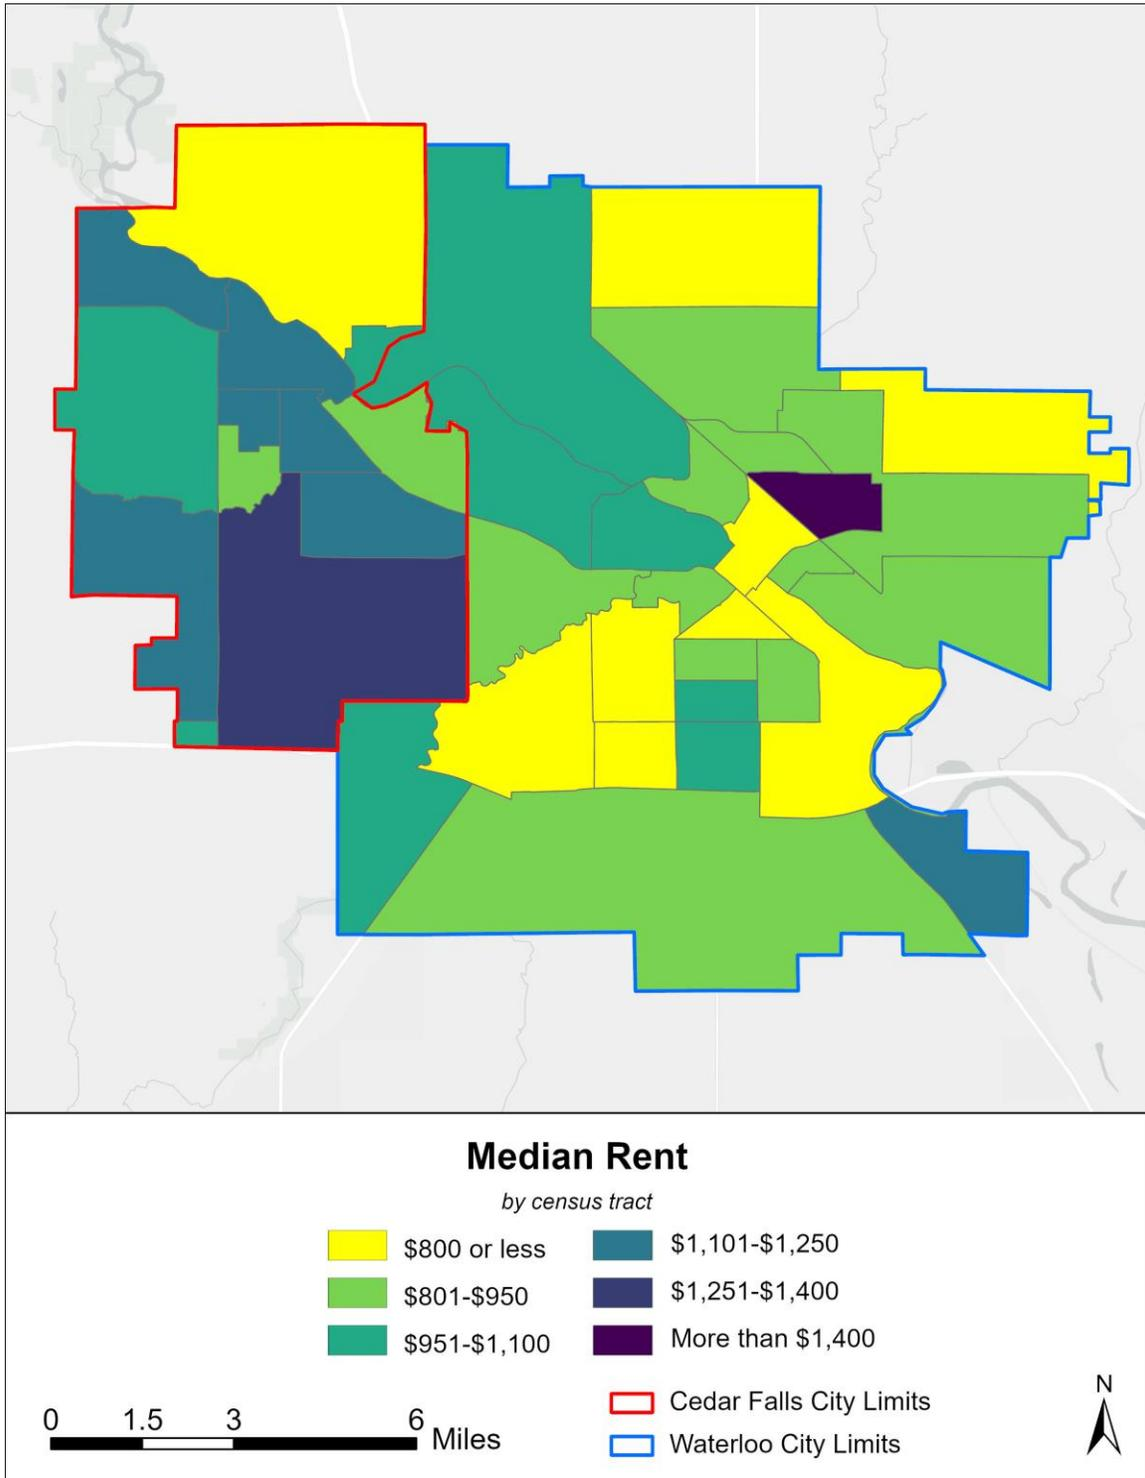 Median Rent
by census tract
$800 or less
$801-$950
$951-$1,100
$1,101-$1,250
$1,251-$1,400
More than $1,400
Cedar Falls City Limits
Waterloo City Limits
0 1.5 3 6 Miles
N